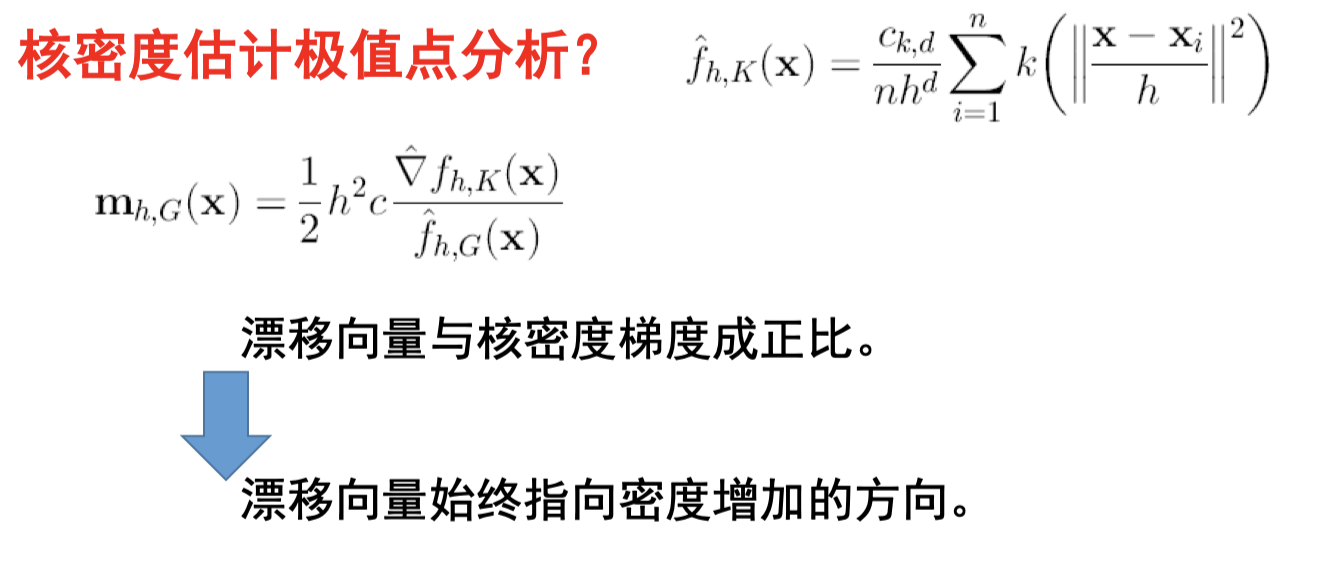 核密度估计极值点分析？
\hat{f}_{h,K}(\mathbf{x}) = \frac{c_{k,d}}{nh^d} \sum_{i=1}^{n} k\left(\left\|\frac{\mathbf{x} - \mathbf{x}_i}{h}\right\|^2\right)
\mathbf{m}_{h,G}(\mathbf{x}) = \frac{1}{2} h^2 c \frac{\hat{\nabla} f_{h,K}(\mathbf{x})}{\hat{f}_{h,G}(\mathbf{x})}
漂移向量与核密度梯度成正比。
漂移向量始终指向密度增加的方向。